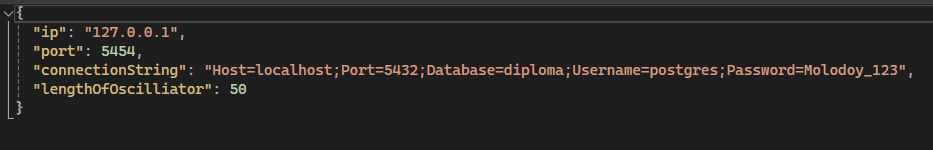 {
"ip": "127.0.0.1",
"port": 5454,
"connectionString": "Host=localhost;Port=5432;Database=diploma;Username=postgres;Password=Molodoy_123",
"lengthOfOscilliator": 50
}